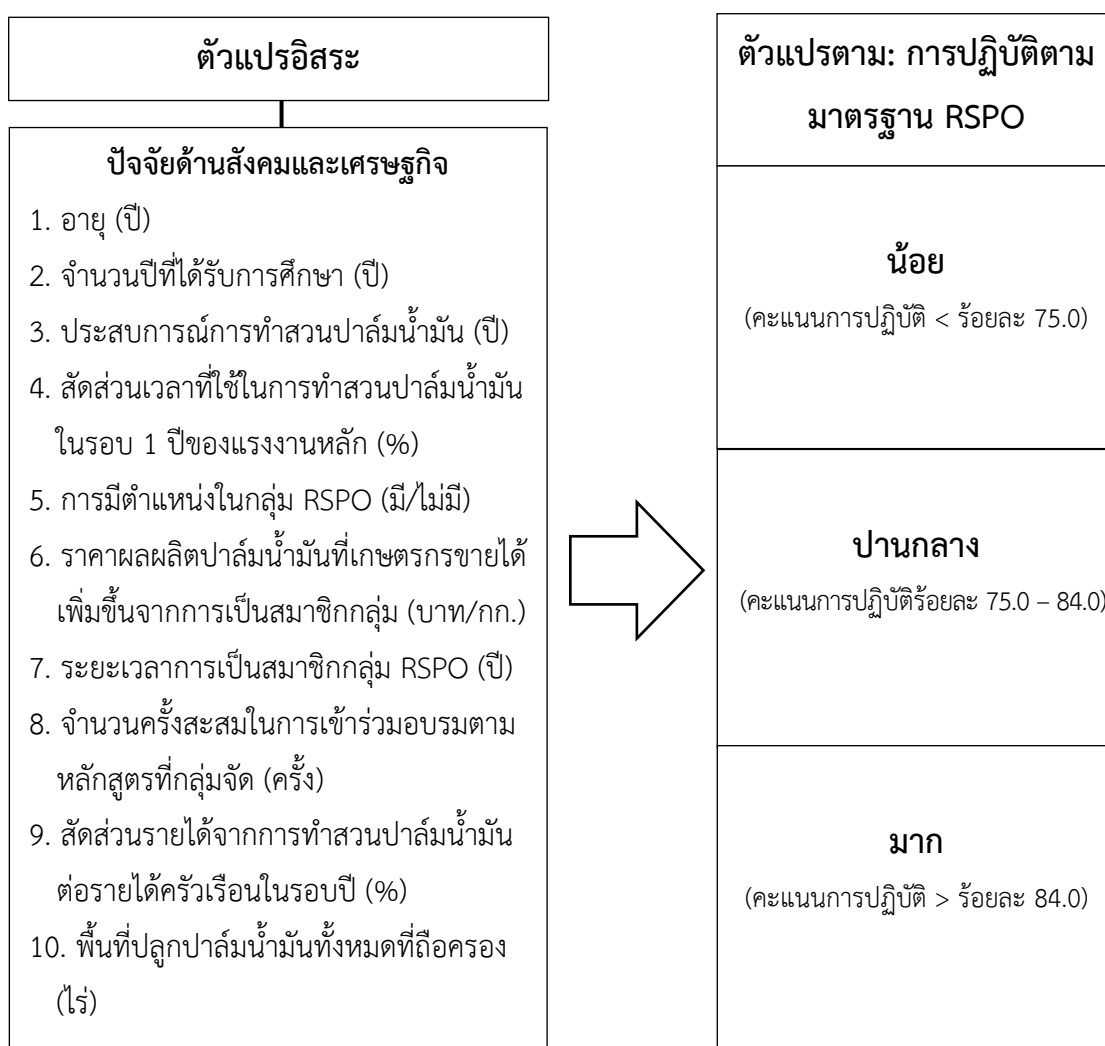 ตัวแปรอิสระ
ปัจจัยด้านสังคมและเศรษฐกิจ
1. อายุ (ปี)
2. จำนวนปีที่ได้รับการศึกษา (ปี)
3. ประสบการณ์การทำสวนปาล์มน้ำมัน (ปี)
4. สัดส่วนเวลาที่ใช้ในการทำสวนปาล์มน้ำมัน
ในรอบ 1 ปีของแรงงานหลัก (%)
5. การมีตำแหน่งในกลุ่ม RSPO (มี/ไม่มี)
6. ราคาผลผลิตปาล์มน้ำมันที่เกษตรกรขายได้
เพิ่มขึ้นจากการเป็นสมาชิกกลุ่ม (บาท/กก.)
7. ระยะเวลาการเป็นสมาชิกกลุ่ม RSPO (ปี)
8. จำนวนครั้งสะสมในการเข้าร่วมอบรมตาม
หลักสูตรที่กลุ่มจัด (ครั้ง)
9. สัดส่วนรายได้จากการทำสวนปาล์มน้ำมัน
ต่อรายได้ครัวเรือนในรอบปี (%)
10. พื้นที่ปลูกปาล์มน้ำมันทั้งหมดที่ถือครอง
(ไร่)
ตัวแปรตาม: การปฏิบัติตาม
มาตรฐาน RSPO
น้อย
(คะแนนการปฏิบัติ < ร้อยละ 75.0)
ปานกลาง
(คะแนนการปฏิบัติร้อยละ 75.0 – 84.0)
มาก
(คะแนนการปฏิบัติ > ร้อยละ 84.0)